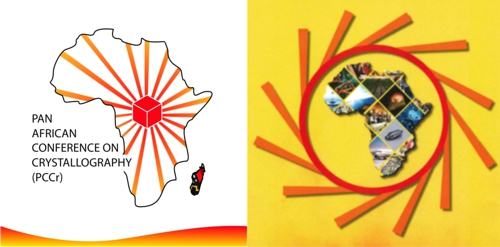 PAN
AFRICAN
CONFERENCE ON
CRYSTALLOGRAPHY
(PCCr)